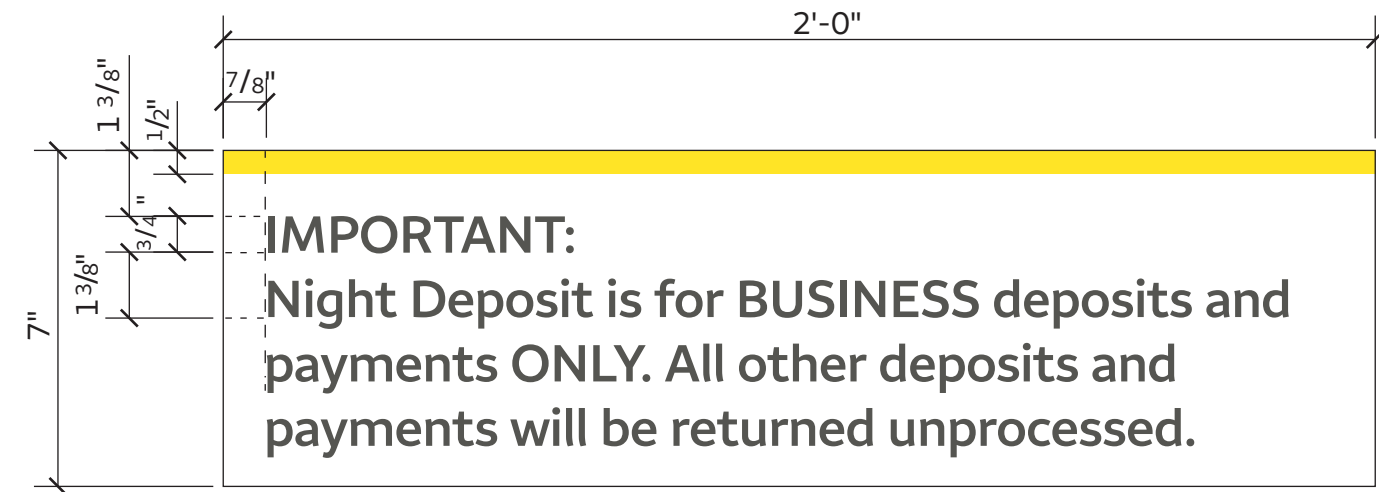 2'-0"
7/8"
1 3/8"
1/2"
3/4"
1 3/8"
7"
IMPORTANT:
Night Deposit is for BUSINESS deposits and
payments ONLY. All other deposits and
payments will be returned unprocessed.